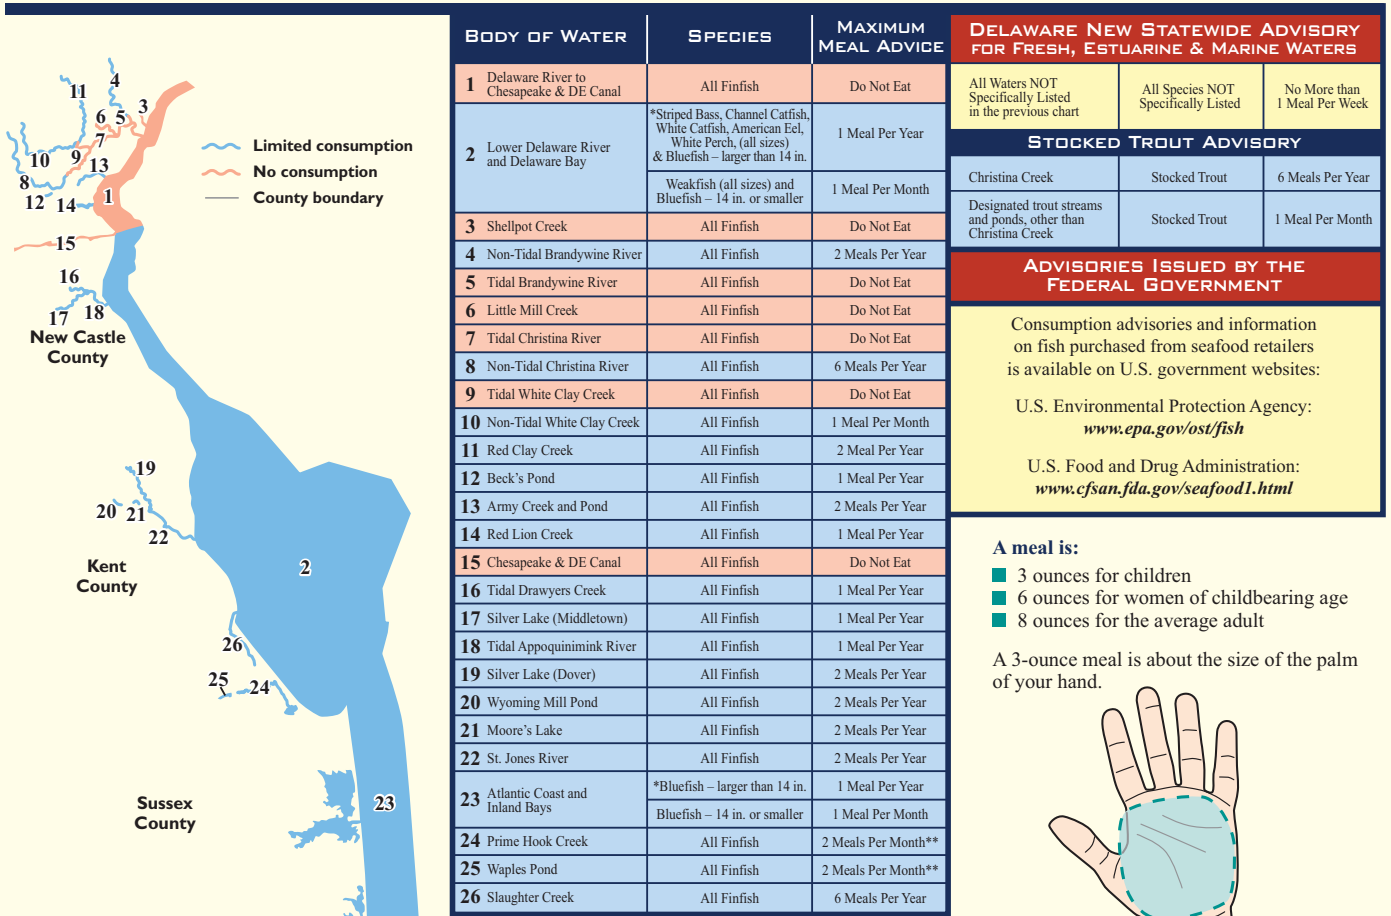 11
4
3
6
5
7
10
9
13
8
12
14
1
15
16
17
18
New Castle
County
19
20
21
22
Kent
County
2
26
25
24
Sussex
County
23
Limited consumption
No consumption
County boundary
BODY OF WATER SPECIES MAXIMUM
MEAL ADVICE
1 Delaware River to
Chesapeake & DE Canal All Finfish Do Not Eat
2 Lower Delaware River
and Delaware Bay
*Striped Bass, Channel Catfish,
White Catfish, American Eel,
White Perch, (all sizes)
& Bluefish – larger than 14 in.
1 Meal Per Year
Weakfish (all sizes) and
Bluefish – 14 in. or smaller
1 Meal Per Month
3 Shellpot Creek All Finfish Do Not Eat
4 Non-Tidal Brandywine River All Finfish 2 Meals Per Year
5 Tidal Brandywine River All Finfish Do Not Eat
6 Little Mill Creek All Finfish Do Not Eat
7 Tidal Christina River All Finfish Do Not Eat
8 Non-Tidal Christina River All Finfish 6 Meals Per Year
9 Tidal White Clay Creek All Finfish Do Not Eat
10 Non-Tidal White Clay Creek All Finfish 1 Meal Per Month
11 Red Clay Creek All Finfish 2 Meal Per Year
12 Beck's Pond All Finfish 1 Meal Per Year
13 Army Creek and Pond All Finfish 2 Meals Per Year
14 Red Lion Creek All Finfish 1 Meal Per Year
15 Chesapeake & DE Canal All Finfish Do Not Eat
16 Tidal Drawyers Creek All Finfish 1 Meal Per Year
17 Silver Lake (Middletown) All Finfish 1 Meal Per Year
18 Tidal Appoquinimink River All Finfish 1 Meal Per Year
19 Silver Lake (Dover) All Finfish 2 Meals Per Year
20 Wyoming Mill Pond All Finfish 2 Meals Per Year
21 Moore's Lake All Finfish 2 Meals Per Year
22 St. Jones River All Finfish 2 Meals Per Year
23 Atlantic Coast and
Inland Bays
*Bluefish – larger than 14 in. 1 Meal Per Year
Bluefish – 14 in. or smaller 1 Meal Per Month
24 Prime Hook Creek All Finfish 2 Meals Per Month**
25 Waples Pond All Finfish 2 Meals Per Month**
26 Slaughter Creek All Finfish 6 Meals Per Year
DELAWARE NEW STATEWIDE ADVISORY
FOR FRESH, ESTUARINE & MARINE WATERS
All Waters NOT
Specifically Listed
in the previous chart
All Species NOT
Specifically Listed
No More than
1 Meal Per Week
STOCKED TROUT ADVISORY
Christina Creek Stocked Trout 6 Meals Per Year
Designated trout streams
and ponds, other than
Christina Creek
Stocked Trout
1 Meal Per Month
ADVISORIES ISSUED BY THE
FEDERAL GOVERNMENT
Consumption advisories and information
on fish purchased from seafood retailers
is available on U.S. government websites:
U.S. Environmental Protection Agency:
www.epa.gov/ost/fish
U.S. Food and Drug Administration:
www.cfsan.fda.gov/seafood1.html
A meal is:
3 ounces for children
6 ounces for women of childbearing age
8 ounces for the average adult
A 3-ounce meal is about the size of the palm
of your hand.